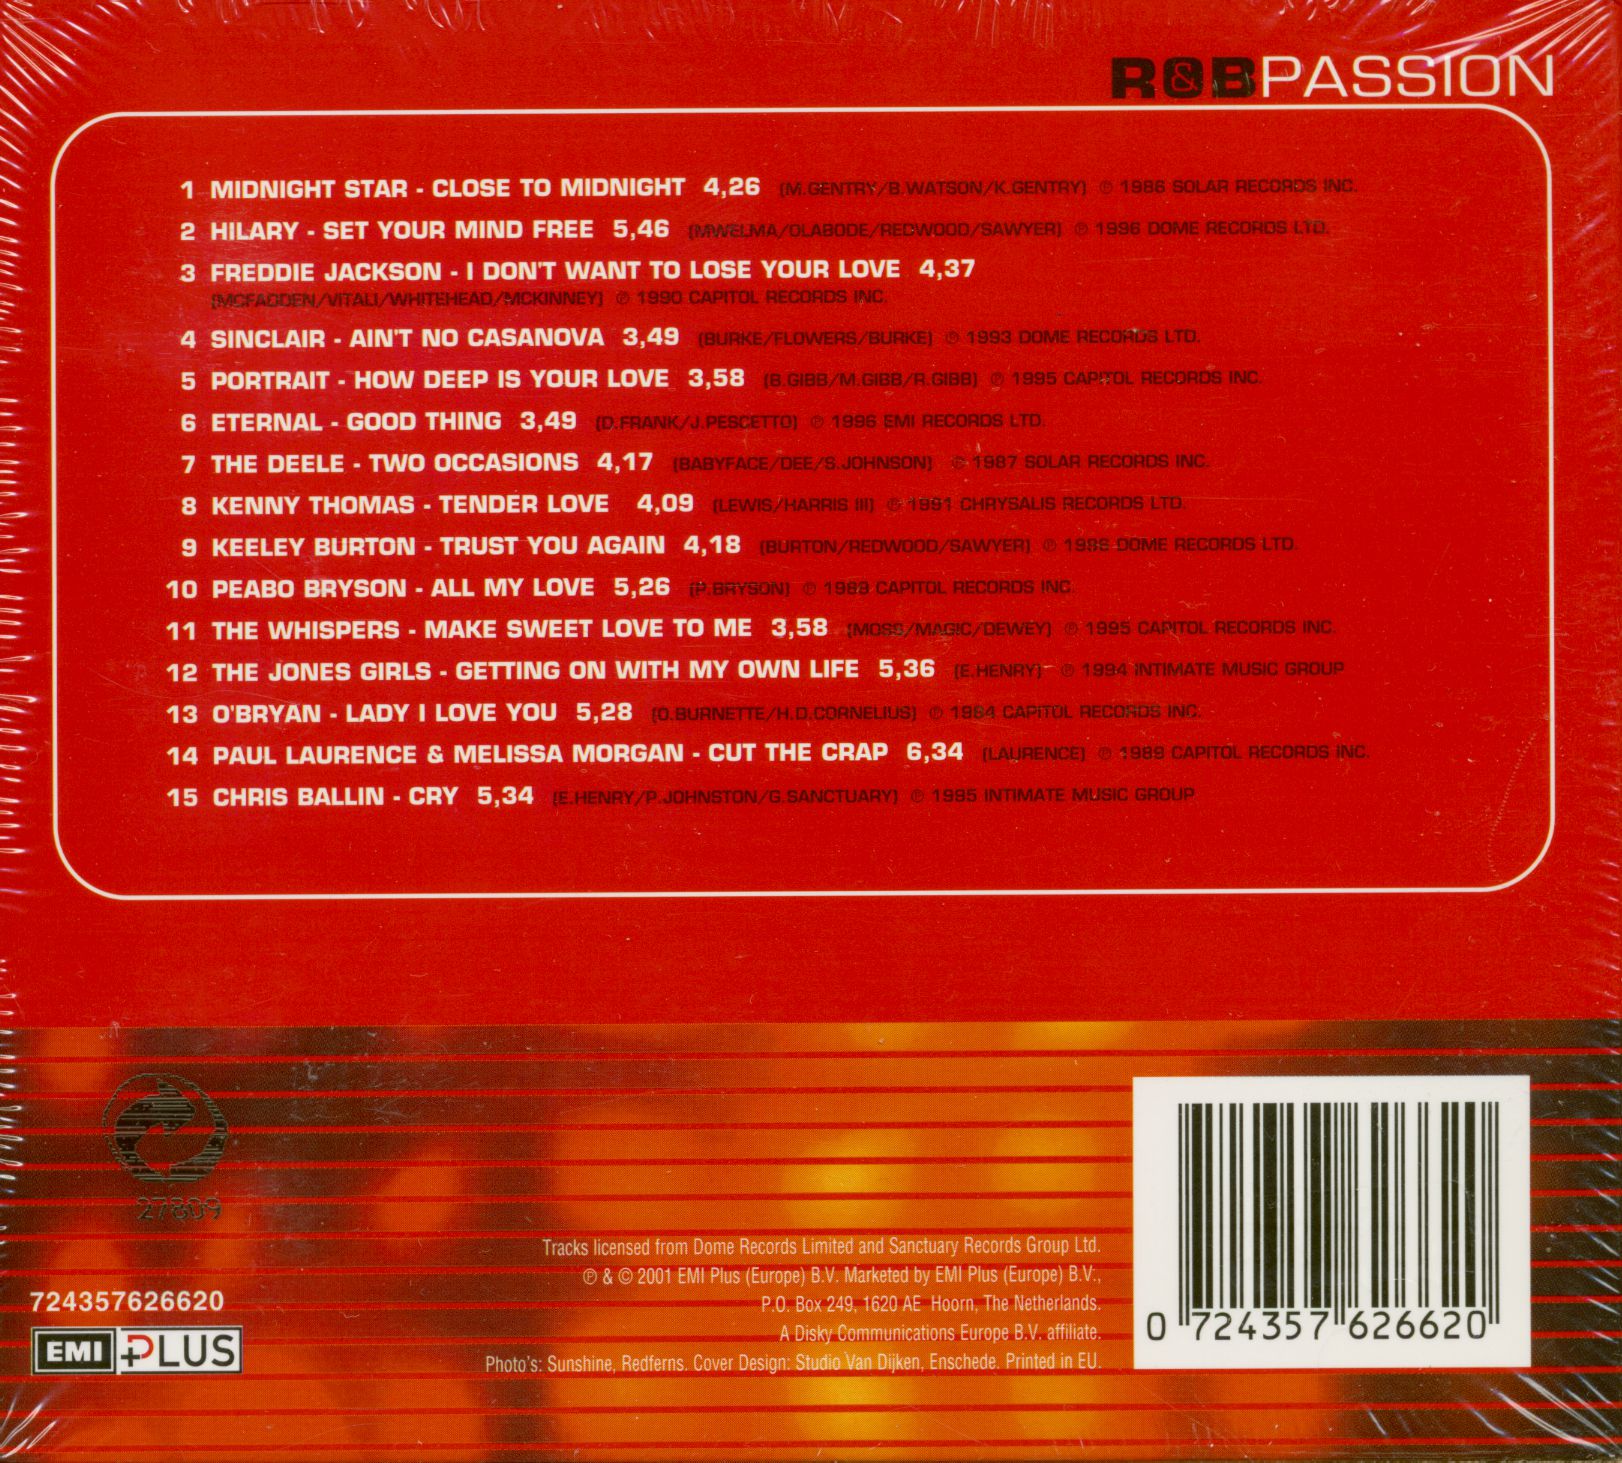 R&B PASSION
1 MIDNIGHT STAR - CLOSE TO MIDNIGHT 4,26 (M.GENTRY/B.WATSON/K.GENTRY) ℗ 1986 SOLAR RECORDS INC.
2 HILARY - SET YOUR MIND FREE 5,46 (MWELMA/OLABODE/REDWOOD/SAWYER) ℗ 1996 DOME RECORDS LTD.
3 FREDDIE JACKSON - I DON'T WANT TO LOSE YOUR LOVE 4,37
(MCFADDEN/VITALI/WHITEHEAD/MCKINNEY) ℗ 1990 CAPITOL RECORDS INC.
4 SINCLAIR - AIN'T NO CASANOVA 3,49 (BURKE/FLOWERS/BURKE) ℗ 1993 DOME RECORDS LTD.
5 PORTRAIT - HOW DEEP IS YOUR LOVE 3,58 (B.GIBB/M.GIBB/R.GIBB) ℗ 1995 CAPITOL RECORDS INC.
6 ETERNAL - GOOD THING 3,49 (D.FRANK/J.PESCETTO) ℗ 1996 EMI RECORDS LTD.
7 THE DEELE - TWO OCCASIONS 4,17 (BABYFACE/DEE/S.JOHNSON) ℗ 1987 SOLAR RECORDS INC.
8 KENNY THOMAS - TENDER LOVE 4,09 (LEWIS/HARRIS III) ℗ 1991 CHRYSALIS RECORDS LTD.
9 KEELEY BURTON - TRUST YOU AGAIN 4,18 (BURTON/REDWOOD/SAWYER) ℗ DOME RECORDS LTD.
10 PEABO BRYSON - ALL MY LOVE 5,26 (P.BRYSON) ℗ 1989 CAPITOL RECORDS INC.
11 THE WHISPERS - MAKE SWEET LOVE TO ME 3,58 (MOSS/MAGIC/DEWEY) ℗ 1995 CAPITOL RECORDS INC.
12 THE JONES GIRLS - GETTING ON WITH MY OWN LIFE 5,36 (E.HENRY) ℗ 1994 INTIMATE MUSIC GROUP
13 O'BRYAN - LADY I LOVE YOU 5,28 (O.BURNETTE/H.D.CORNELIUS) ℗ 1984 CAPITOL RECORDS INC.
14 PAUL LAURENCE & MELISSA MORGAN - CUT THE CRAP 6,34 (LAURENCE) ℗ 1989 CAPITOL RECORDS INC.
15 CHRIS BALLIN - CRY 5,34 (E.HENRY/P.JOHNSTON/G.SANCTUARY) ℗ 1995 INTIMATE MUSIC GROUP
27809
Tracks licensed from Dome Records Limited and Sanctuary Records Group Ltd.
℗ & © 2001 EMI Plus (Europe) B.V. Marketed by EMI Plus (Europe) B.V.,
P.O. Box 249, 1620 AE Hoorn, The Netherlands.
A Disky Communications Europe B.V. affiliate.
Photo's: Sunshine, Redferns. Cover Design: Studio Van Dijken, Enschede. Printed in EU.
724357626620
EMI PLUS
0 724357 626620